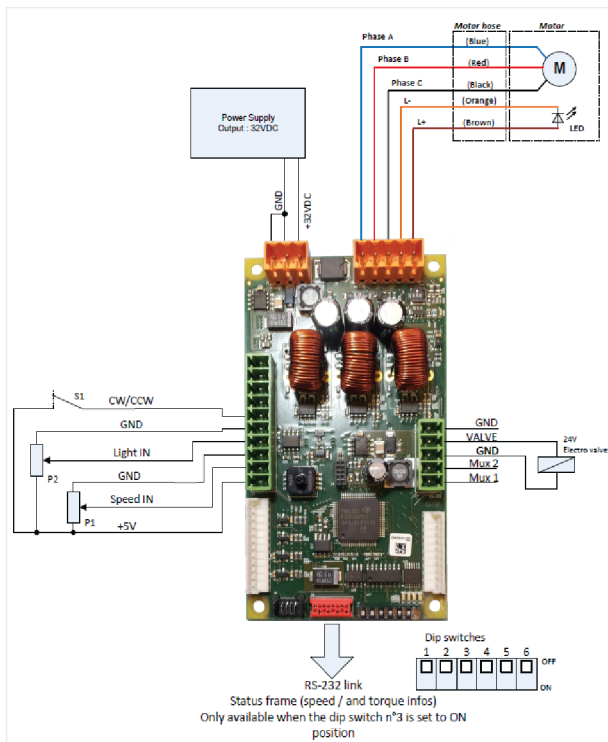 Motor hose
Motor
Phase A
(Blue)
Phase B
(Red)
M
Phase C
(Black)
L-
(Orange)
L+
(Brown)
LED
Power Supply
Output : 32VDC
GND
+32VDC
S1
CW/CCW
GND
Light IN
P2
GND
Speed IN
P1
+5V
GND
VALVE
GND
Mux 2
Mux 1
24V
Electro valve
Dip switches
1 2 3 4 5 6
OFF
ON
RS-232 link
Status frame (speed / and torque infos)
Only available when the dip switch n°3 is set to ON
position